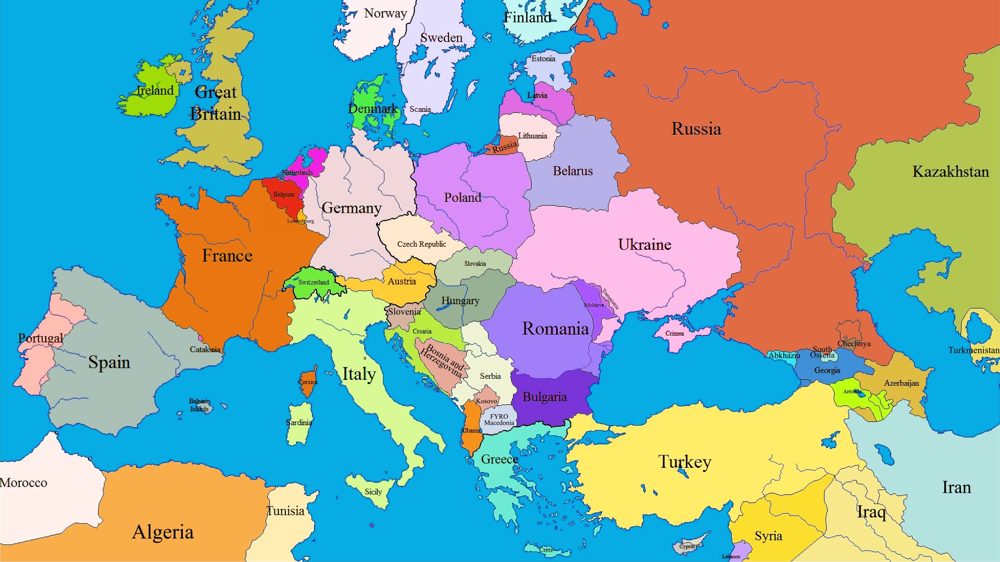 Norway
Finland
Sweden
Estonia
Ireland
Great
Britain
Latvia
Denmark
Scania
Russia
Lithuania
Russia
Netherlands
Belarus
Kazakhstan
Belgium
Poland
Germany
Luxembourg
Czech Republic
Ukraine
France
Slovakia
Switzerland
Austria
Hungary
Transnistria
Moldova
Slovenia
Romania
Croatia
Crimea
Portugal
Catalonia
Spain
Bosnia and
Herzegovina
Chechnya
South
Ossetia
Abkhazia
Turkmenistan
Georgia
Italy
Serbia
Corsica
Azerbaijan
Armenia
Bulgaria
Kosovo
Balearic
Islands
FYRO
Macedonia
Sardinia
Albania
Greece
Turkey
Morocco
Sicily
Iran
Tunisia
Iraq
Algeria
Syria
Cyprus
Crete
Lebanon